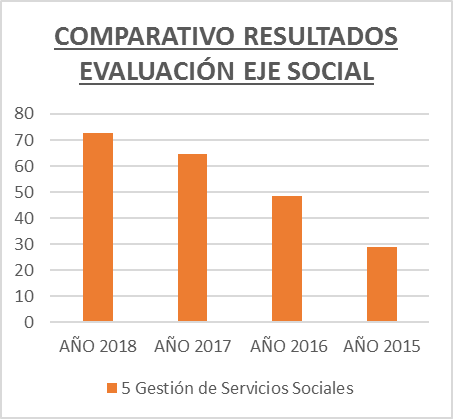 COMPARATIVO RESULTADOS
EVALUACIÓN EJE SOCIAL
80
70
60
50
40
30
20
10
0
AÑO 2018 AÑO 2017 AÑO 2016 AÑO 2015
5 Gestión de Servicios Sociales